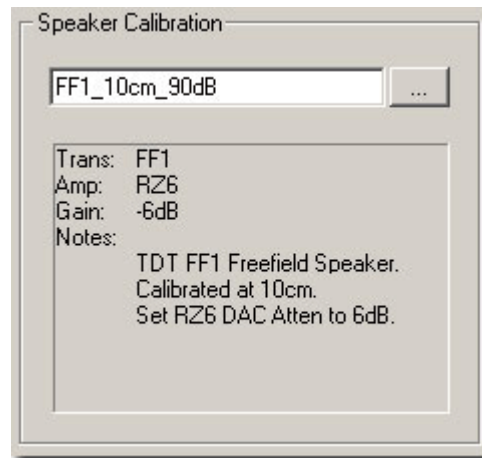 Speaker Calibration
FF1_10cm_90dB ...
Trans: FF1
Amp: RZ6
Gain: -6dB
Notes:
TDT FF1 Freefield Speaker.
Calibrated at 10cm.
Set RZ6 DAC Atten to 6dB.